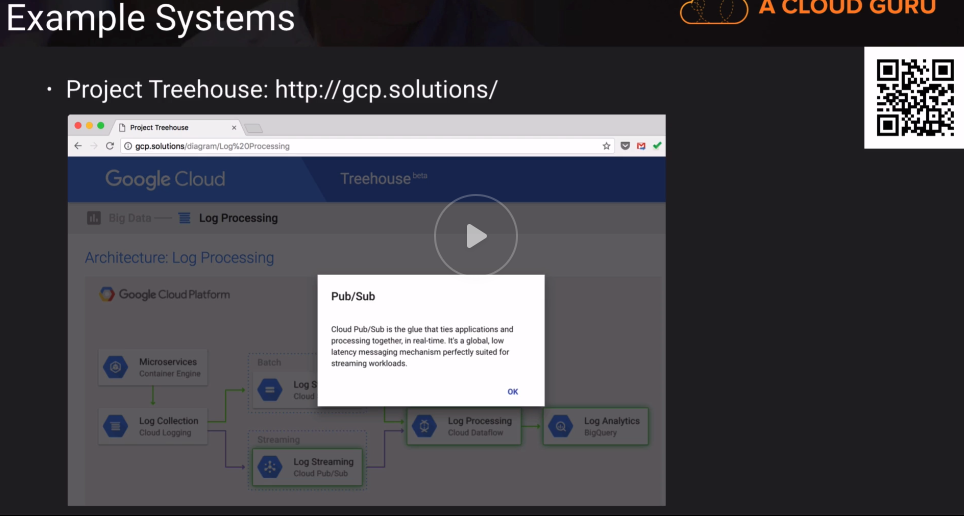 Example Systems
A CLOUD GURU
• Project Treehouse: http://gcp.solutions/
Project Treehouse
gcp.solutions/diagram/Log%20Processing
Google Cloud
Treehouse beta
Big Data
Log Processing
Architecture: Log Processing
Google Cloud Platform
Pub/Sub
Cloud Pub/Sub is the glue that ties applications and
processing together, in real-time. It's a global, low
latency messaging mechanism perfectly suited for
streaming workloads.
OK
Microservices
Container Engine
Batch
Log S
Cloud
Log Collection
Cloud Logging
Streaming
Log Streaming
Cloud Pub/Sub
Log Processing
Cloud Dataflow
Log Analytics
BigQuery